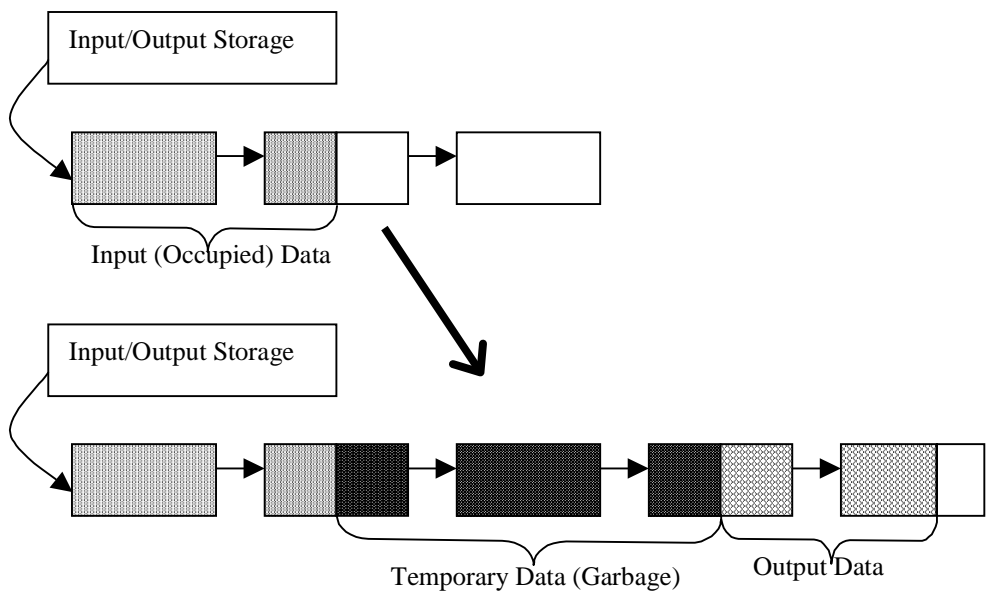 Input/Output Storage
Input (Occupied) Data
Input/Output Storage
Temporary Data (Garbage)
Output Data